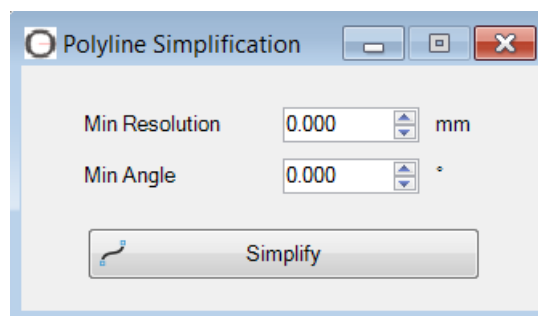 Polyline Simplification
Min Resolution 0.000 mm
Min Angle 0.000 °
Simplify